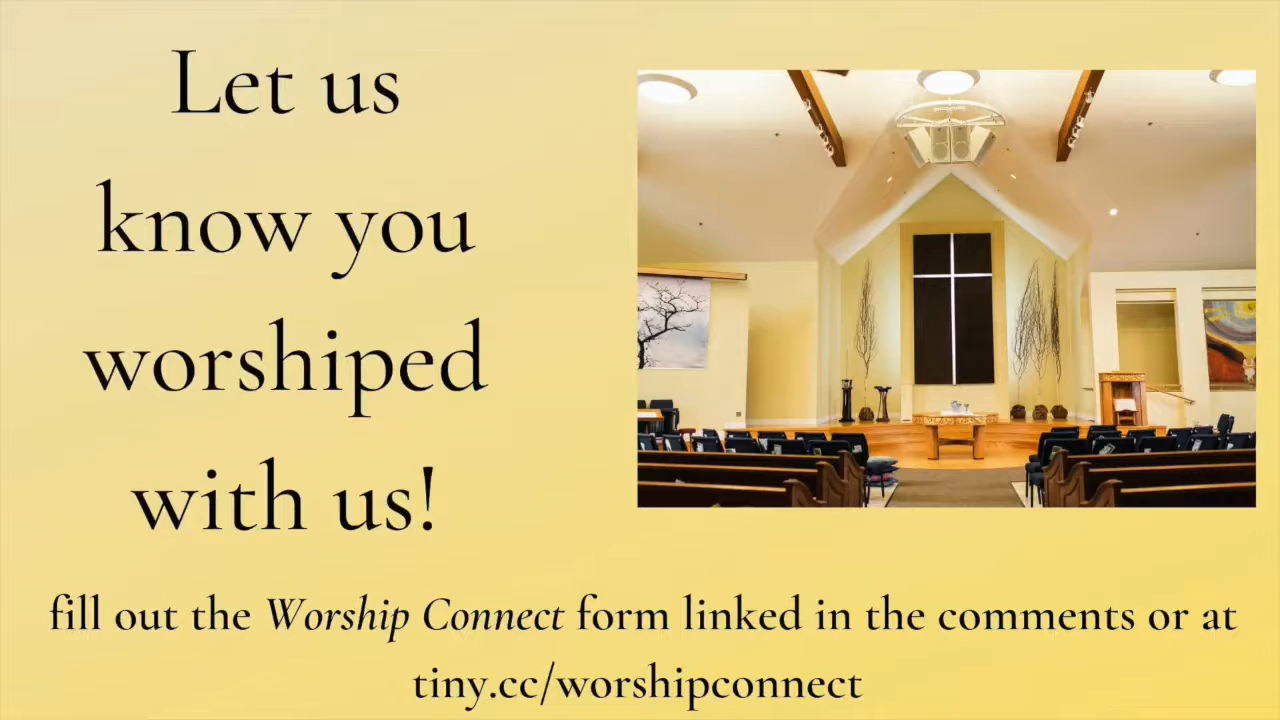 Let us
know you
worshiped
with us!
fill out the Worship Connect form linked in the comments or at
tiny.cc/worshipconnect